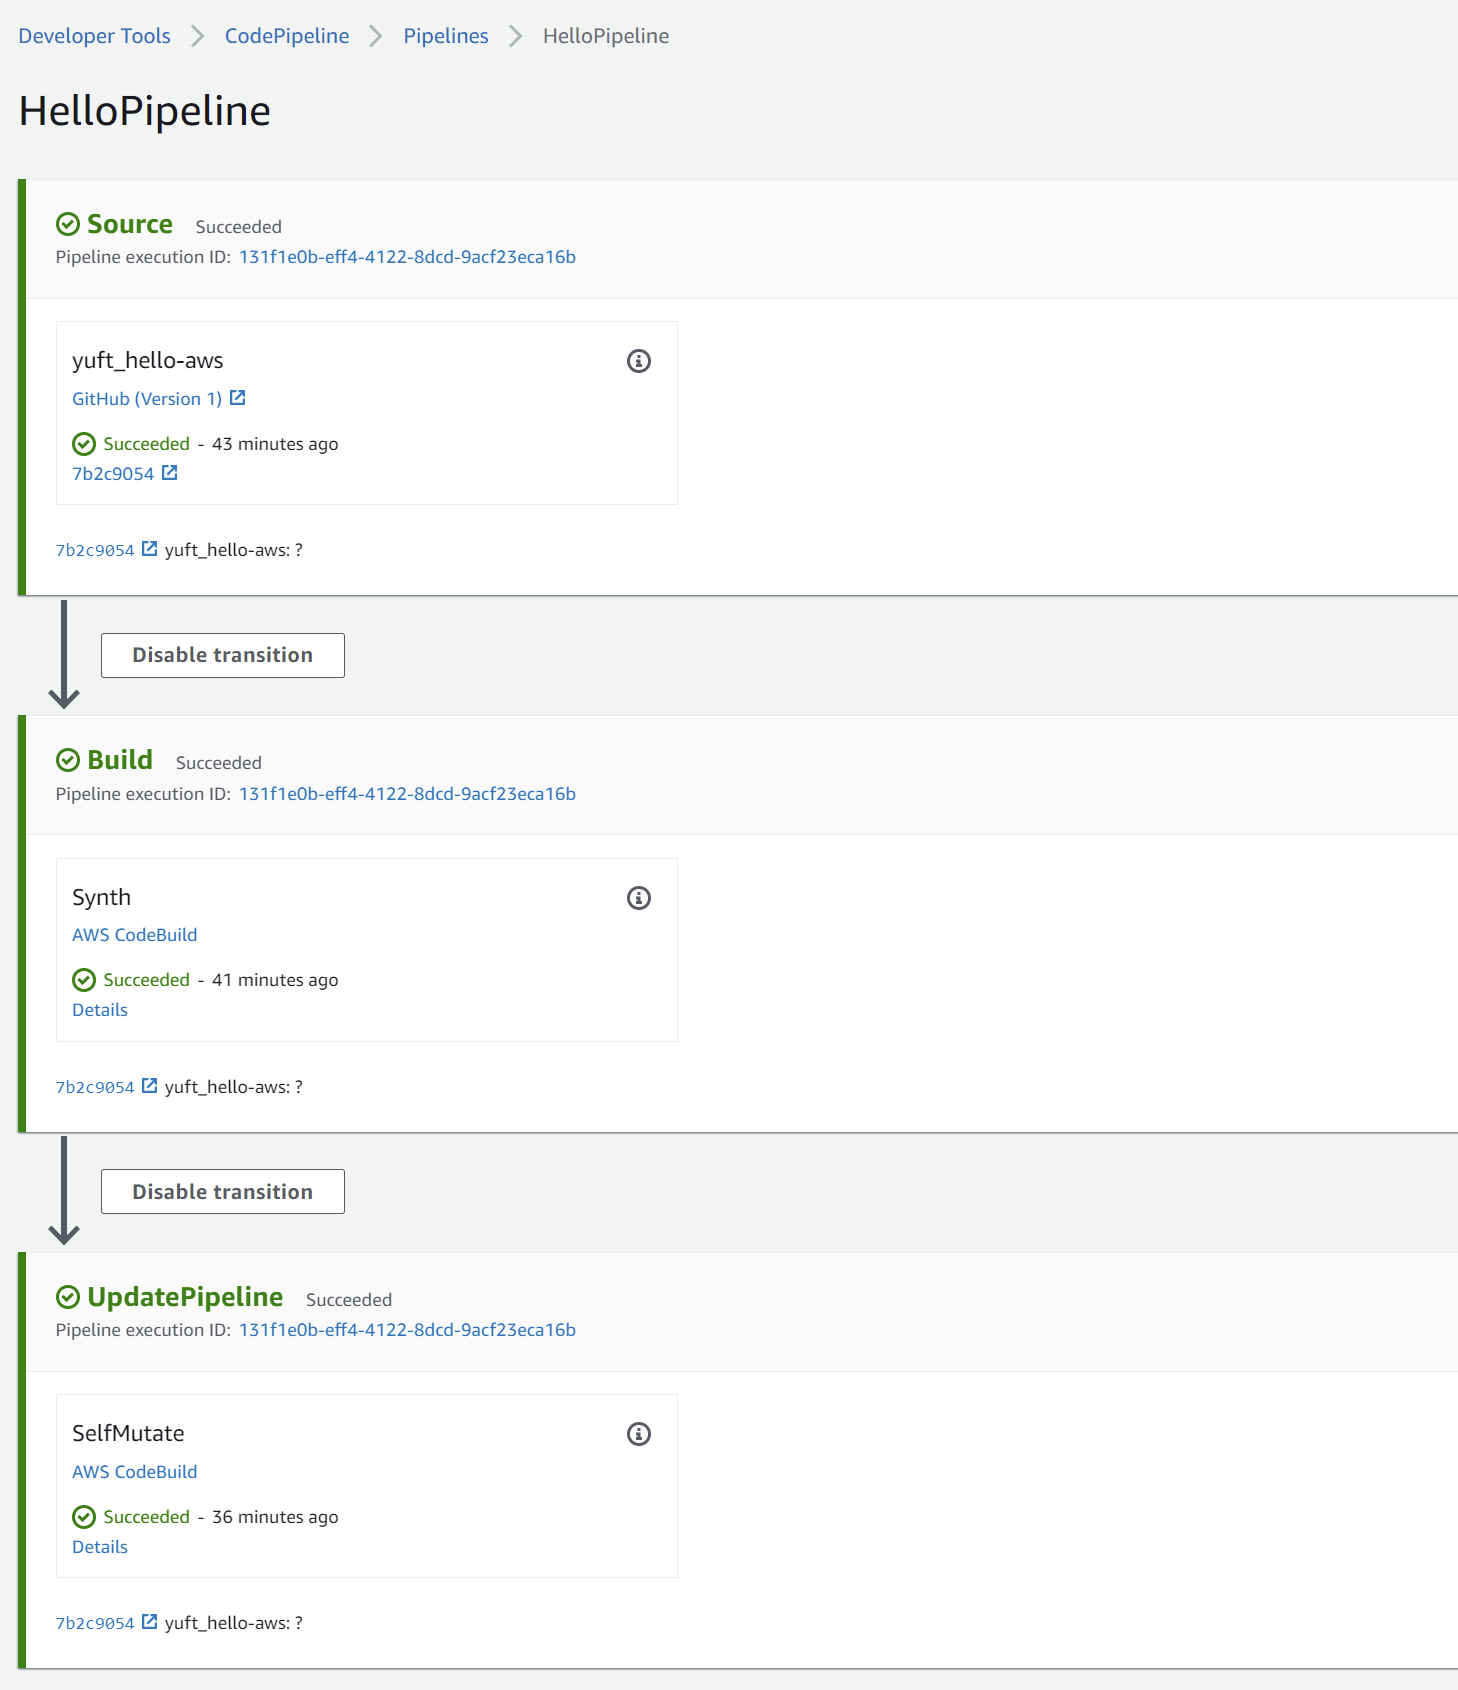 Developer Tools > CodePipeline > Pipelines > HelloPipeline
HelloPipeline
Source Succeeded
Pipeline execution ID: 131f1e0b-eff4-4122-8dcd-9acf23eca16b
yuft_hello-aws
GitHub (Version 1)
Succeeded - 43 minutes ago
7b2c9054
7b2c9054 yuft_hello-aws: ?
Disable transition
Build Succeeded
Pipeline execution ID: 131f1e0b-eff4-4122-8dcd-9acf23eca16b
Synth
AWS CodeBuild
Succeeded - 41 minutes ago
Details
7b2c9054 yuft_hello-aws: ?
Disable transition
UpdatePipeline Succeeded
Pipeline execution ID: 131f1e0b-eff4-4122-8dcd-9acf23eca16b
SelfMutate
AWS CodeBuild
Succeeded - 36 minutes ago
Details
7b2c9054 yuft_hello-aws: ?